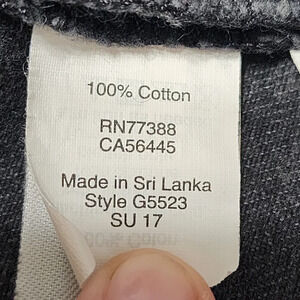 100% Cotton
RN77388
CA56445
Made in Sri Lanka
Style G5523
SU 17